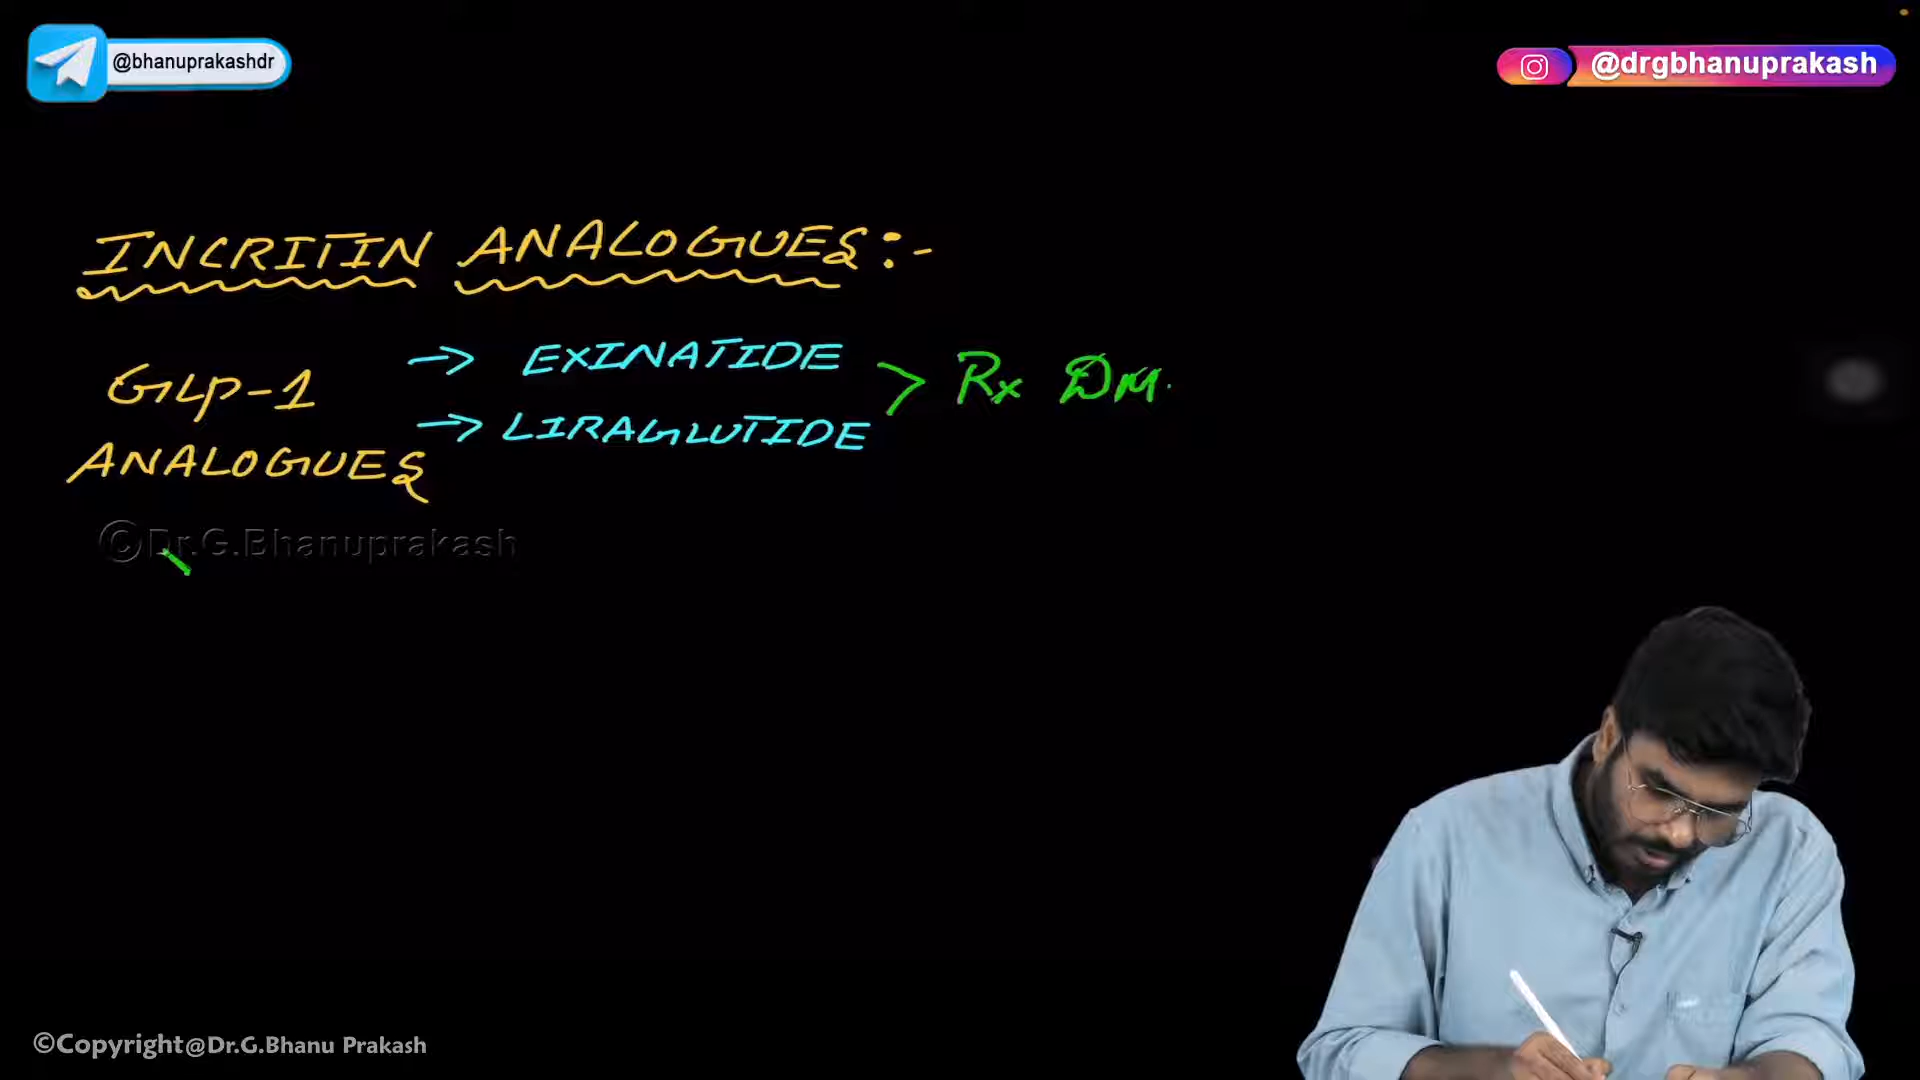 @bhanuprakashdr
@drgbhanuprakash
INCRITIN ANALOGUES:-
GLP-1 → EXINATIDE > Rx DM.
ANALOGUES → LIRAGLUTIDE
©Dr.G.Bhanuprakash
©Copyright@Dr.G.Bhanu Prakash